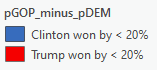 pGOP_minus_pDEM
Clinton won by < 20%
Trump won by < 20%